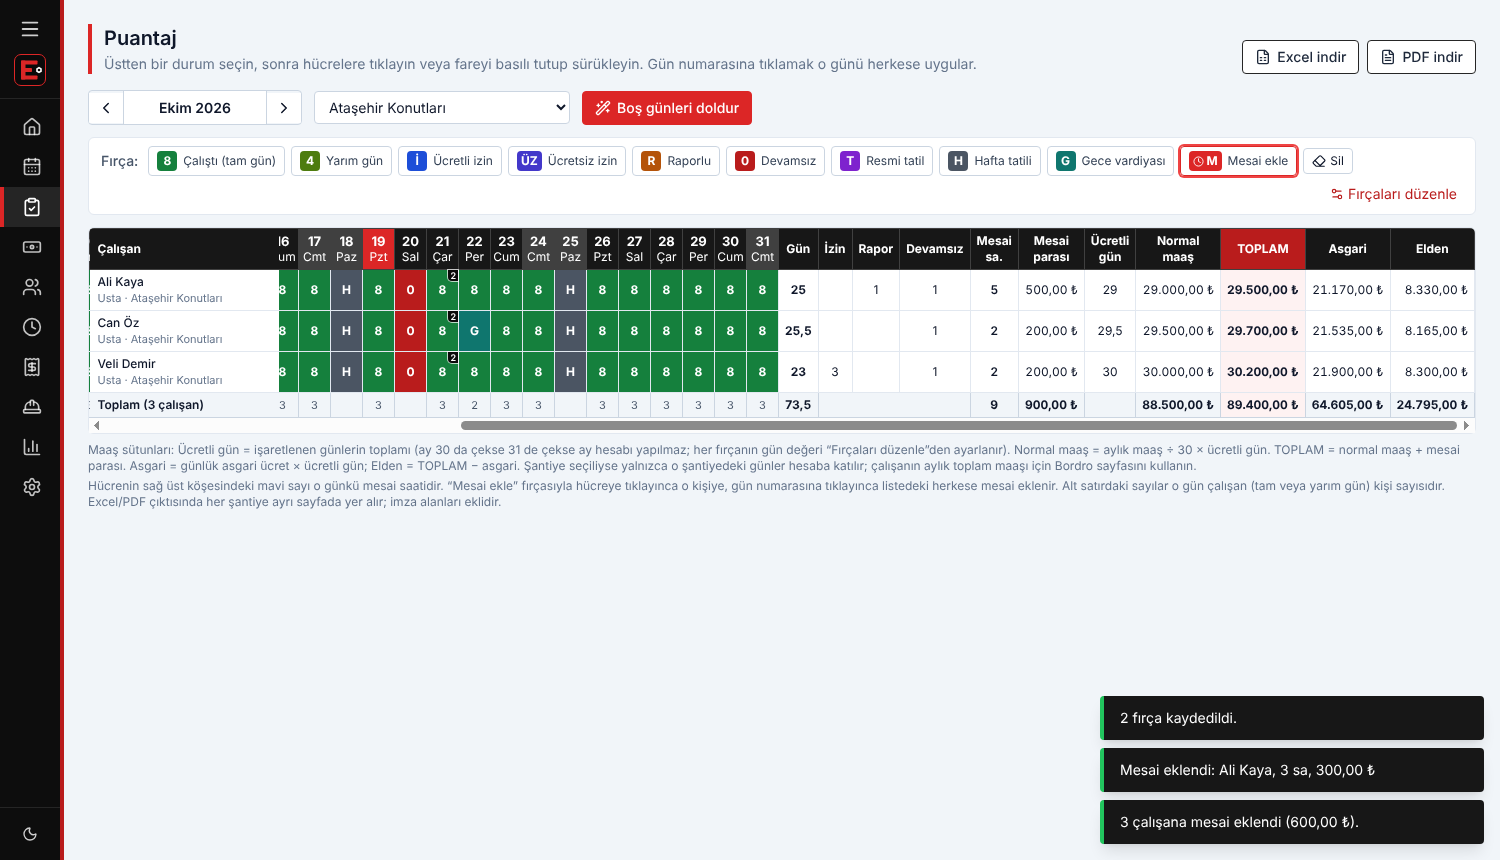 Puantaj
Üstten bir durum seçin, sonra hücrelere tıklayın veya fareyi basılı tutup sürükleyin. Gün numarasına tıklamak o günü herkese uygular.
Excel indir
PDF indir
Ekim 2026
Ataşehir Konutları
Boş günleri doldur
Fırça: 8 Çalıştı (tam gün) 4 Yarım gün İ Ücretli izin ÜZ Ücretsiz izin R Raporlu 0 Devamsız T Resmi tatil H Hafta tatili G Gece vardiyası M Mesai ekle Sil
Fırçaları düzenle
Çalışan 17 Cmt 18 Paz 19 Pzt 20 Sal 21 Çar 22 Per 23 Cum 24 Cmt 25 Paz 26 Pzt 27 Sal 28 Çar 29 Per 30 Cum 31 Cmt Gün İzin Rapor Devamsız Mesai sa. Mesai parası Ücretli gün Normal maaş TOPLAM Asgari Elden
Ali Kaya
Usta · Ataşehir Konutları
8 8 H 8 0 8 2 8 8 8 H 8 8 8 8 8 8 25 1 1 5 500,00 ₺ 29 29.000,00 ₺ 29.500,00 ₺ 21.170,00 ₺ 8.330,00 ₺
Can Öz
Usta · Ataşehir Konutları
8 8 H 8 0 8 2 G 8 8 H 8 8 8 8 8 8 25,5 1 2 200,00 ₺ 29,5 29.500,00 ₺ 29.700,00 ₺ 21.535,00 ₺ 8.165,00 ₺
Veli Demir
Usta · Ataşehir Konutları
8 8 H 8 0 8 2 8 8 8 H 8 8 8 8 8 8 23 3 1 2 200,00 ₺ 30 30.000,00 ₺ 30.200,00 ₺ 21.900,00 ₺ 8.300,00 ₺
Toplam (3 çalışan) 3 3 3 3 2 3 3 3 3 3 3 3 3 73,5 9 900,00 ₺ 88.500,00 ₺ 89.400,00 ₺ 64.605,00 ₺ 24.795,00 ₺
Maaş sütunları: Ücretli gün = işaretlenen günlerin toplamı (ay 30 da çekse 31 de çekse ay hesabı yapılmaz; her fırçanın gün değeri “Fırçaları düzenle”den ayarlanır). Normal maaş = aylık maaş ÷ 30 × ücretli gün. TOPLAM = normal maaş + mesai
parası. Asgari = günlük asgari ücret × ücretli gün; Elden = TOPLAM − asgari. Şantiye seçiliyse yalnızca o şantiyedeki günler hesaba katılır; çalışanın aylık toplam maaşı için Bordro sayfasını kullanın.
Hücrenin sağ üst köşesindeki mavi sayı o günkü mesai saatidir. “Mesai ekle” fırçasıyla hücreye tıklayınca o kişiye, gün numarasına tıklayınca listedeki herkese mesai eklenir. Alt satırdaki sayılar o gün çalışan (tam veya yarım gün) kişi sayısıdır.
Excel/PDF çıktısında her şantiye ayrı sayfada yer alır; imza alanları eklidir.
2 fırça kaydedildi.
Mesai eklendi: Ali Kaya, 3 sa, 300,00 ₺
3 çalışana mesai eklendi (600,00 ₺).